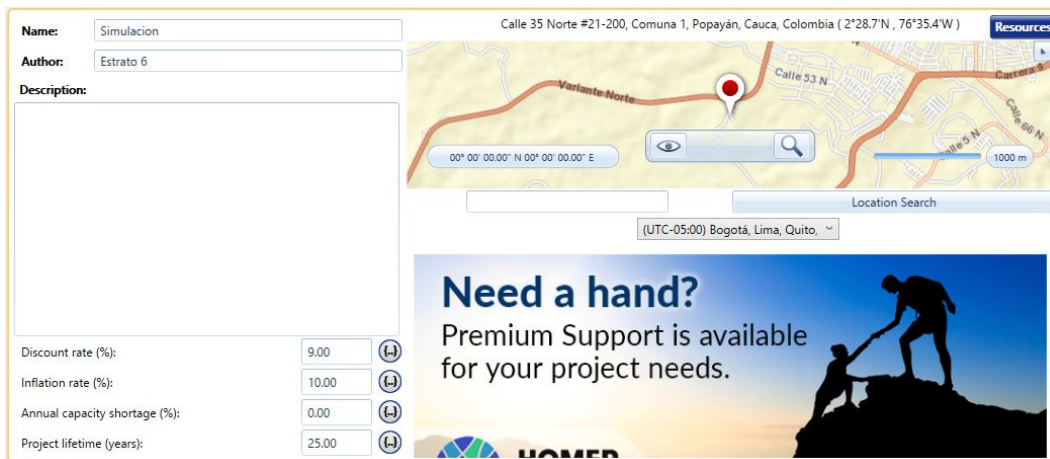 Name:
Simulacion
Author:
Estrato 6
Description:
Discount rate (%):
9.00
{..}
Inflation rate (%):
10.00
{..}
Annual capacity shortage (%):
0.00
{..}
Project lifetime (years):
25.00
{..}
Calle 35 Norte #21-200, Comuna 1, Popayán, Cauca, Colombia ( 2°28.7'N , 76°35.4'W )
Resources
Variante Norte
Calle 53 N
Carrera 9
Calle 66 N
alle 5 N
00° 00' 00.00" N 00° 00' 00.00" E
1000 m
Location Search
(UTC-05:00) Bogotá, Lima, Quito,
Need a hand?
Premium Support is available
for your project needs.
HOMER